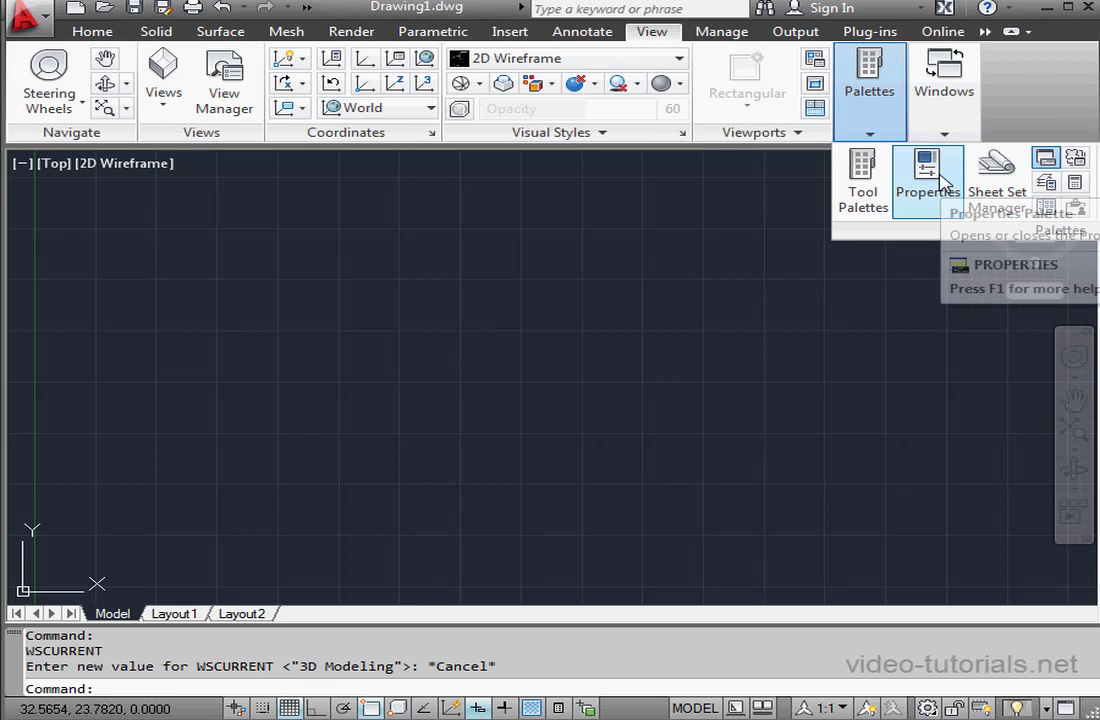 Drawing1.dwg
Type a keyword or phrase
Sign In
Home Solid Surface Mesh Render Parametric Insert Annotate View Manage Output Plug-ins Online
Steering Wheels
Views
View Manager
2D Wireframe
World
Opacity 60
Rectangular
Palettes
Windows
Navigate
Views
Coordinates
Visual Styles
Viewports
[−] [Top] [2D Wireframe]
Tool Palettes
Properties
Sheet Set Manager
Palettes
Properties Palette
Opens or closes the Pro
PROPERTIES
Press F1 for more help
Y
X
Model Layout1 Layout2
Command:
WSCURRENT
Enter new value for WSCURRENT <"3D Modeling">: *Cancel*
video-tutorials.net
Command:
32.5654, 23.7820, 0.0000
MODEL
1:1